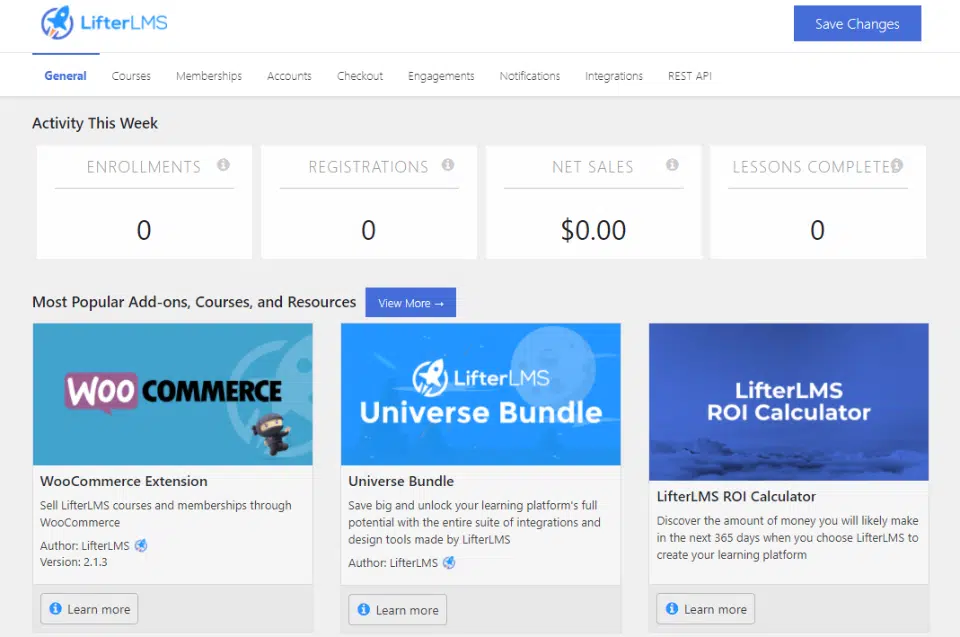 LifterLMS
Save Changes
General Courses Memberships Accounts Checkout Engagements Notifications Integrations REST API
Activity This Week
ENROLLMENTS
0
REGISTRATIONS
0
NET SALES
$0.00
LESSONS COMPLETE
0
Most Popular Add-ons, Courses, and Resources
View More →
WOO COMMERCE
WooCommerce Extension
Sell LifterLMS courses and memberships through
WooCommerce
Author: LifterLMS
Version: 2.1.3
Learn more
LifterLMS
Universe Bundle
Universe Bundle
Save big and unlock your learning platform's full
potential with the entire suite of integrations and
design tools made by LifterLMS
Author: LifterLMS
Learn more
LifterLMS
ROI Calculator
LifterLMS ROI Calculator
Discover the amount of money you will likely make
in the next 365 days when you choose LifterLMS to
create your learning platform
Learn more